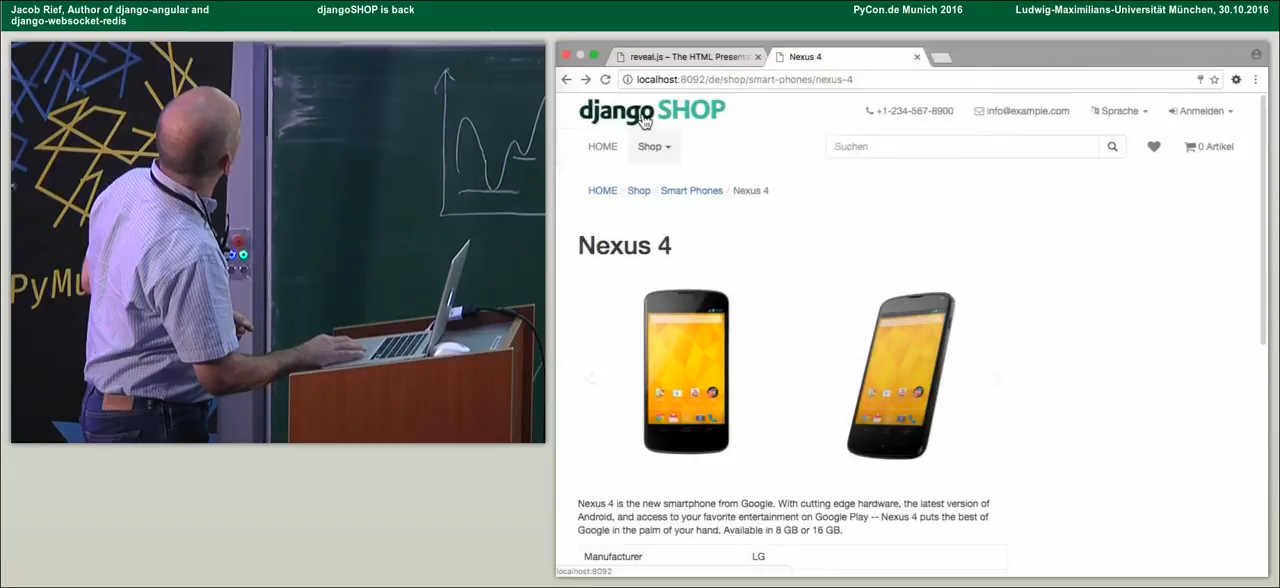 Jacob Rief, Author of django-angular and
django-websocket-redis
djangoSHOP is back
PyCon.de Munich 2016
Ludwig-Maximilians-Universität München, 30.10.2016
PyMu
reveal.js – The HTML Presenta
Nexus 4
localhost:8092/de/shop/smart-phones/nexus-4
django SHOP
+1-234-567-8900
info@example.com
Sprache
Anmelden
HOME
Shop
Suchen
0 Artikel
HOME / Shop / Smart Phones / Nexus 4
Nexus 4
Nexus 4 is the new smartphone from Google. With cutting edge hardware, the latest version of
Android, and access to your favorite entertainment on Google Play -- Nexus 4 puts the best of
Google in the palm of your hand. Available in 8 GB or 16 GB.
Manufacturer LG
localhost:8092